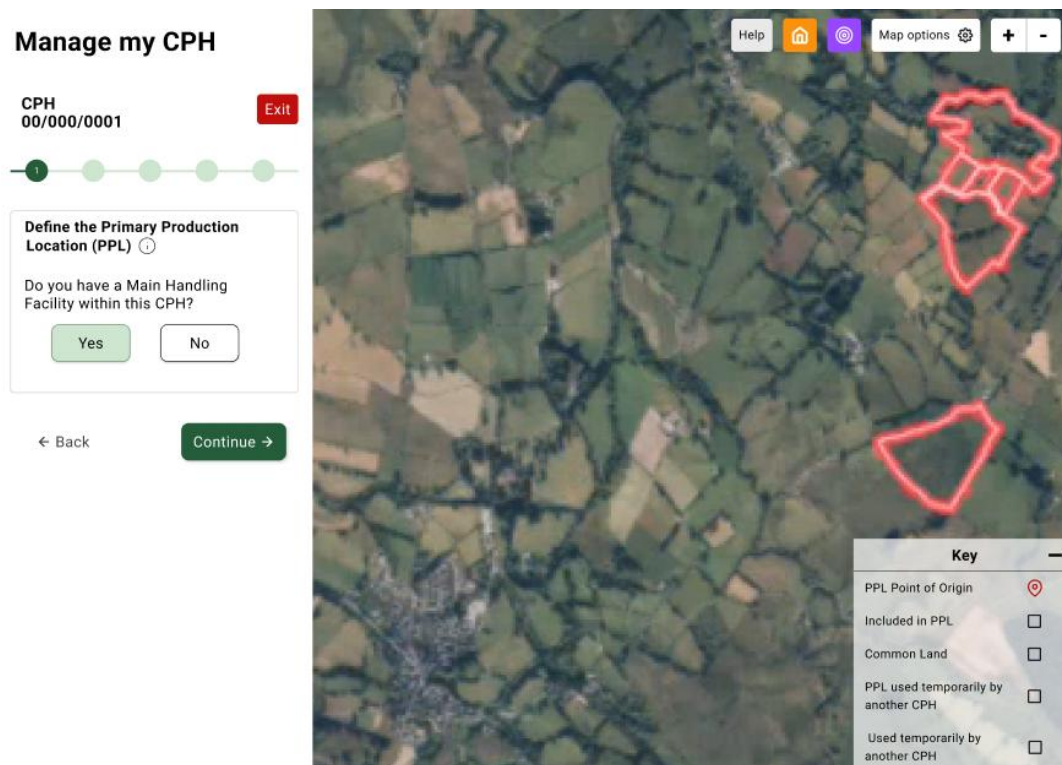 Manage my CPH
CPH
00/000/0001
Exit
1
Define the Primary Production
Location (PPL)
Do you have a Main Handling
Facility within this CPH?
Yes
No
← Back
Continue →
Help
Map options
+
-
Key
PPL Point of Origin
Included in PPL
Common Land
PPL used temporarily by
another CPH
Used temporarily by
another CPH